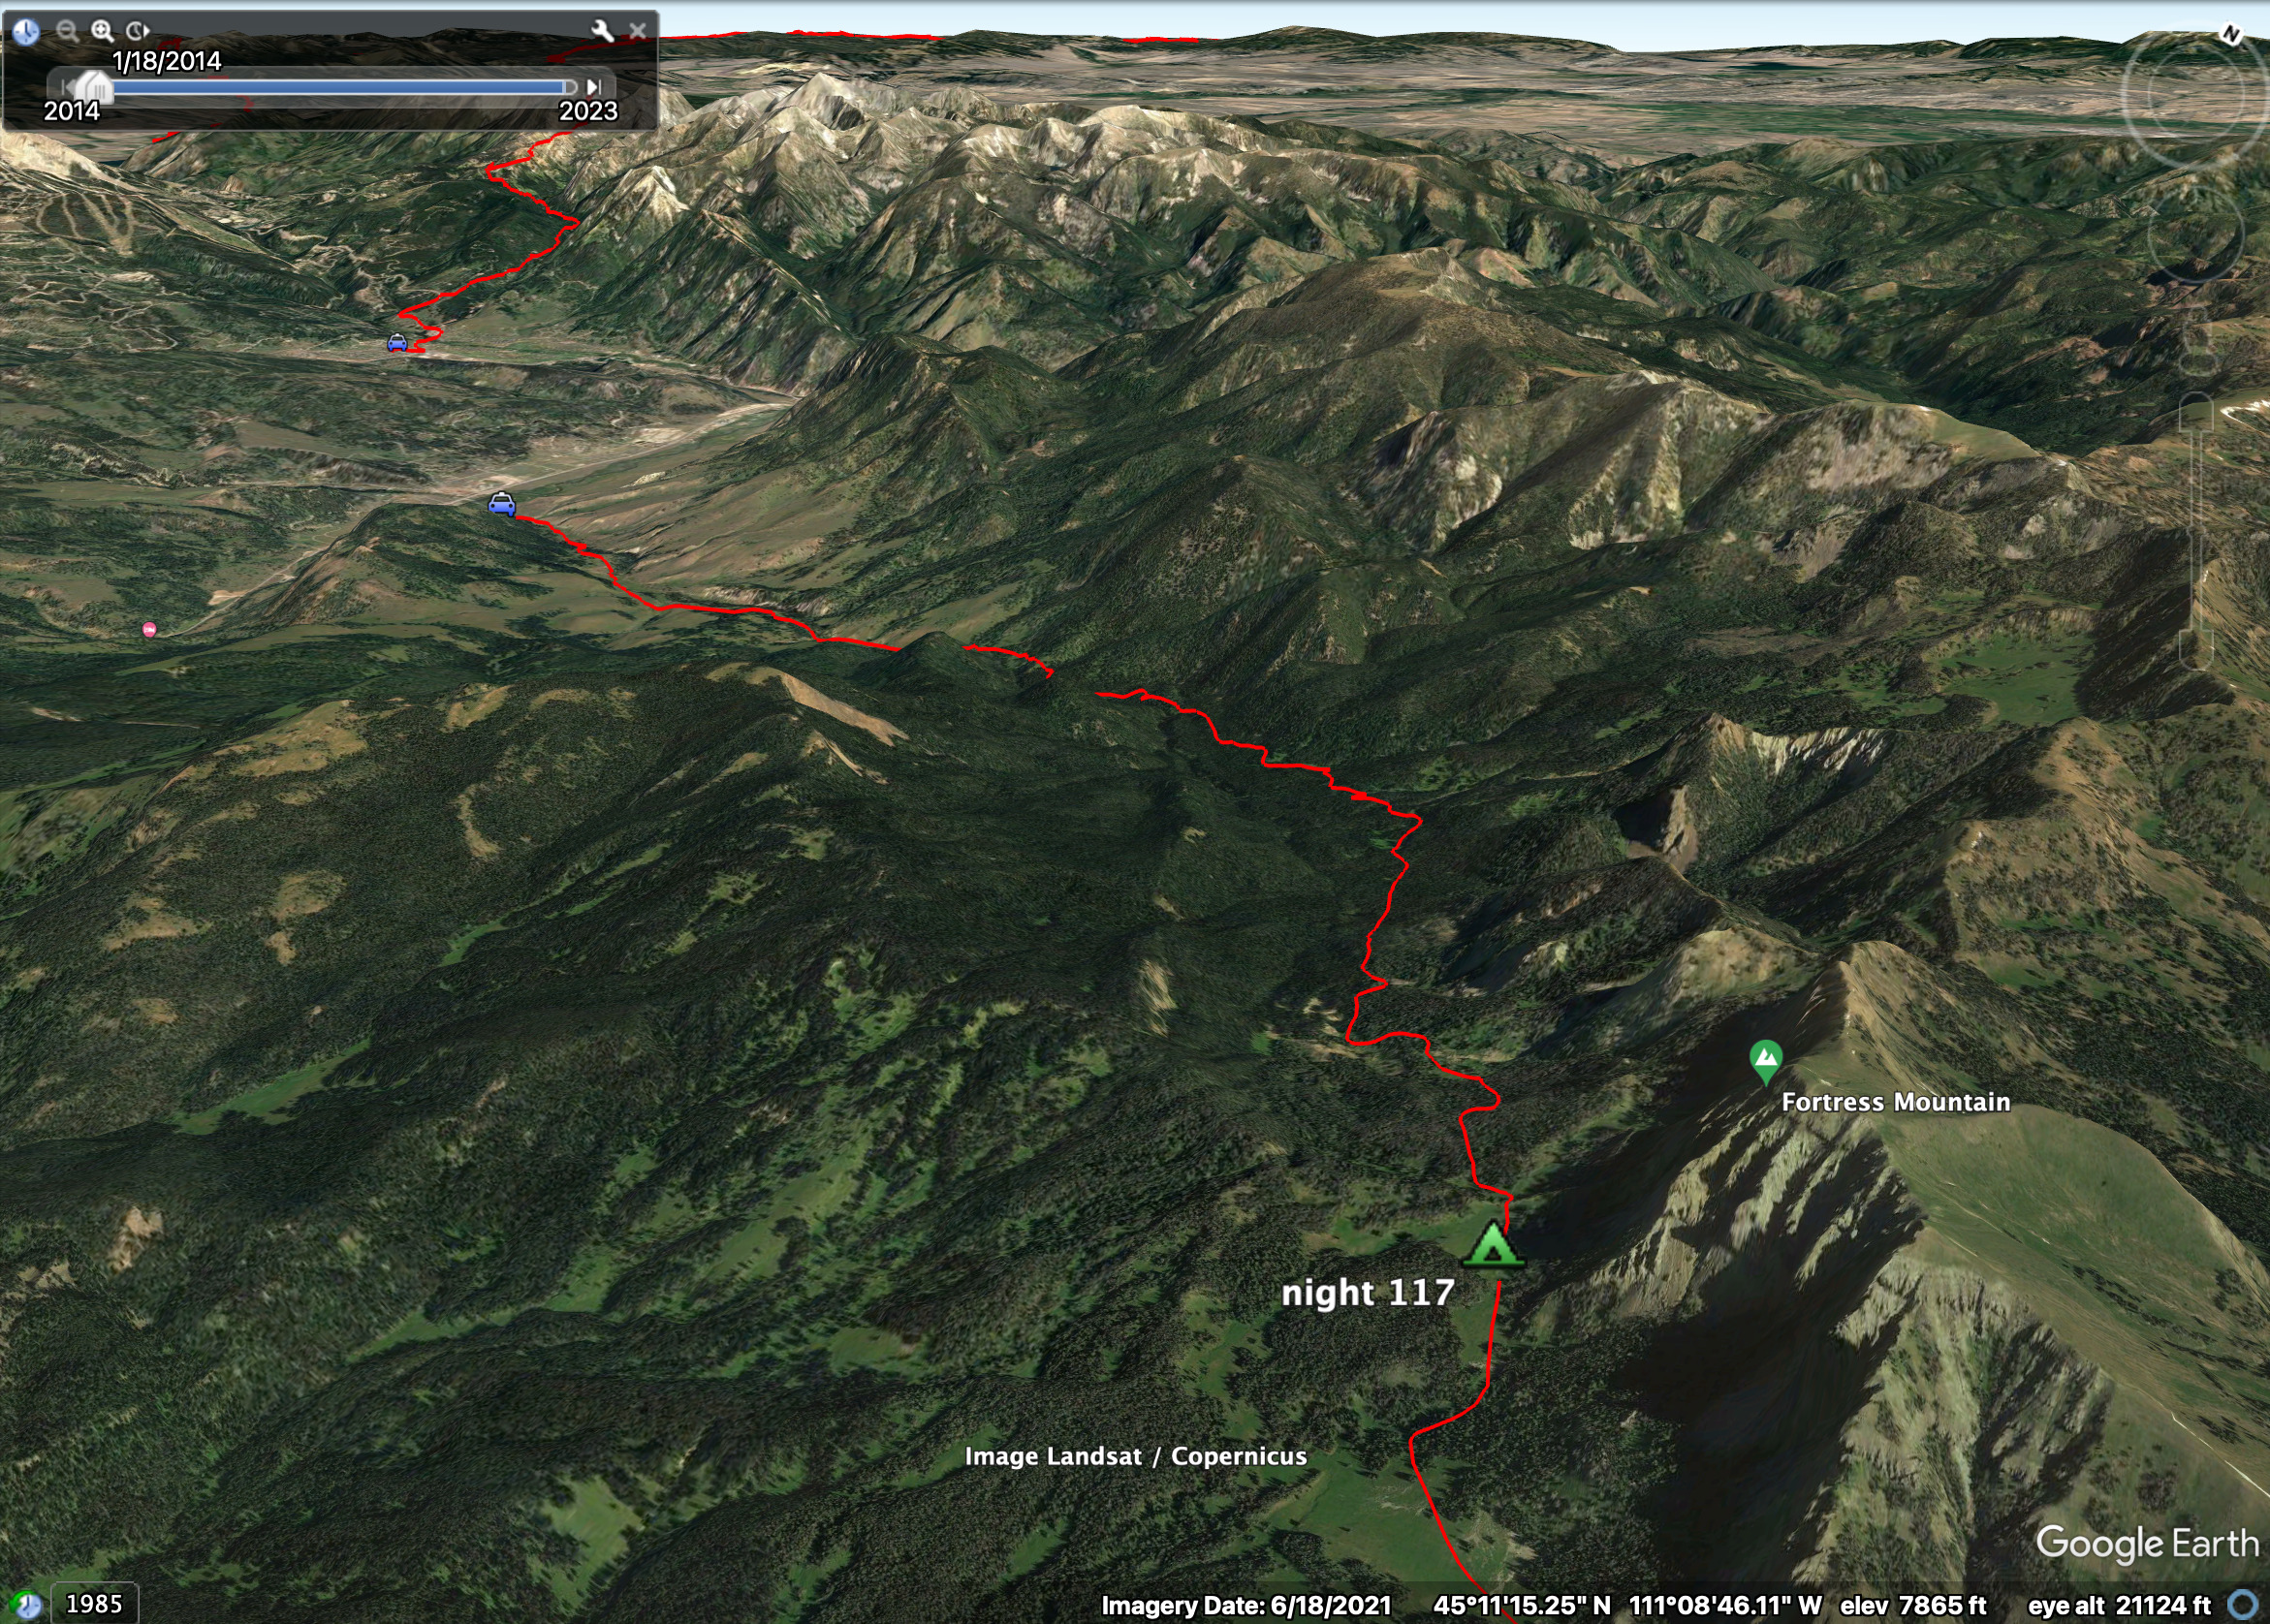 N
1/18/2014
2014
2023
Fortress Mountain
night 117
Image Landsat / Copernicus
Google Earth
1985
Imagery Date: 6/18/2021 45°11'15.25" N 111°08'46.11" W elev 7865 ft eye alt 21124 ft